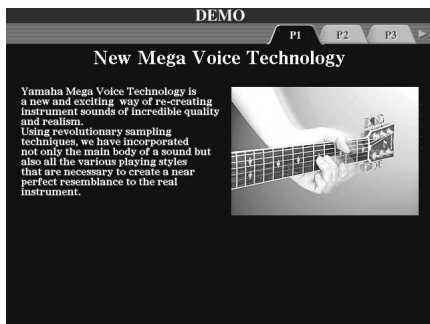 DEMO
P1 P2 P3
New Mega Voice Technology
Yamaha Mega Voice Technology is
a new and exciting way of re-creating
instrument sounds of incredible quality
and realism.
Using revolutionary sampling
techniques, we have incorporated
not only the main body of a sound but
also all the various playing styles
that are necessary to create a near
perfect resemblance to the real
instrument.